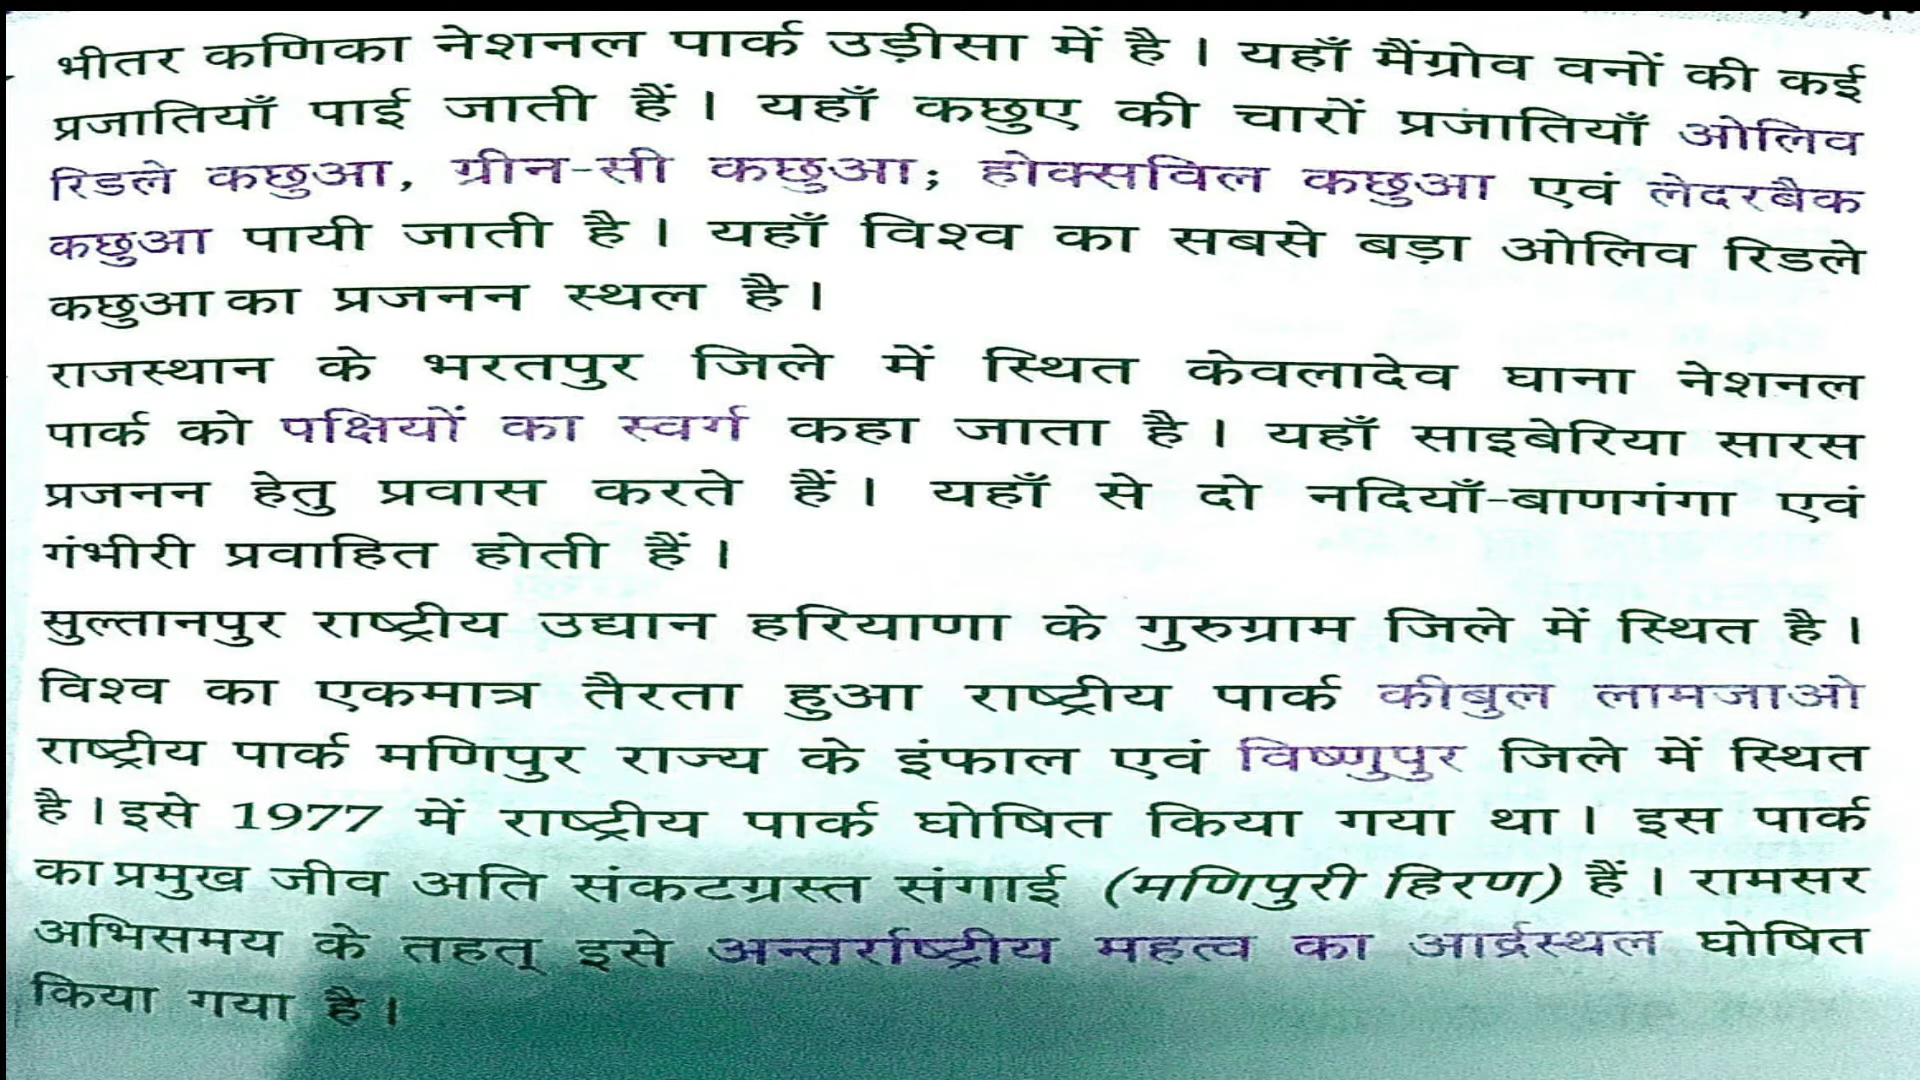 भीतर कणिका नेशनल पार्क उड़ीसा में है। यहाँ मैंग्रोव वनों की कई
प्रजातियाँ पाई जाती हैं। यहाँ कछुए की चारों प्रजातियाँ ओलिव
रिडले कछुआ, ग्रीन-सी कछुआ; होक्सविल कछुआ एवं लेदरबैक
कछुआ पायी जाती है। यहाँ विश्व का सबसे बड़ा ओलिव रिडले
कछुआ का प्रजनन स्थल है।
राजस्थान के भरतपुर जिले में स्थित केवलादेव घाना नेशनल
पार्क को पक्षियों का स्वर्ग कहा जाता है। यहाँ साइबेरिया सारस
प्रजनन हेतु प्रवास करते हैं। यहाँ से दो नदियाँ-बाणगंगा एवं
गंभीरी प्रवाहित होती हैं।
सुल्तानपुर राष्ट्रीय उद्यान हरियाणा के गुरुग्राम जिले में स्थित है।
विश्व का एकमात्र तैरता हुआ राष्ट्रीय पार्क कीबुल लामजाओ
राष्ट्रीय पार्क मणिपुर राज्य के इंफाल एवं विष्णुपुर जिले में स्थित
है। इसे 1977 में राष्ट्रीय पार्क घोषित किया गया था। इस पार्क
का प्रमुख जीव अति संकटग्रस्त संगाई (मणिपुरी हिरण) हैं। रामसर
अभिसमय के तहत् इसे अन्तर्राष्ट्रीय महत्व का आर्द्रस्थल घोषित
किया गया है।